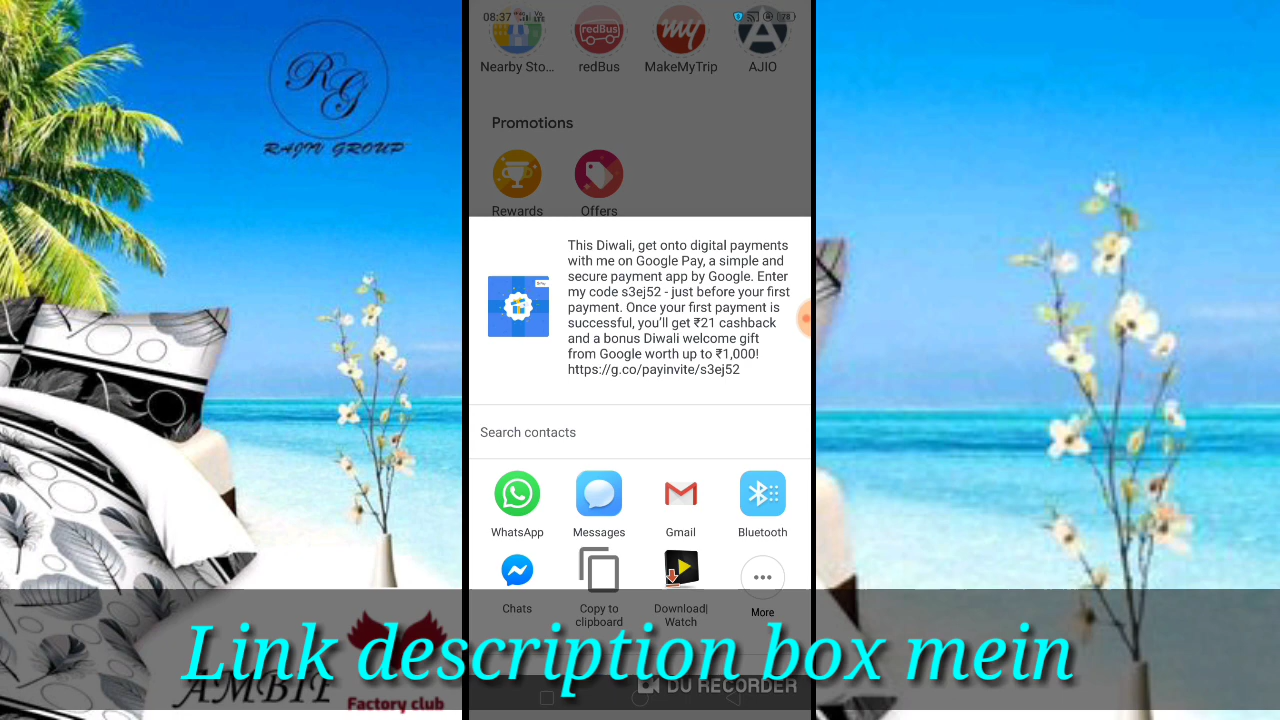 RG
RAJIV GROUP
08:37
28
Nearby Sto...
redBus
redBus
my
MakeMyTrip
AJIO
Promotions
Rewards
Offers
This Diwali, get onto digital payments
with me on Google Pay, a simple and
secure payment app by Google. Enter
my code s3ej52 - just before your first
payment. Once your first payment is
successful, you'll get ₹21 cashback
and a bonus Diwali welcome gift
from Google worth up to ₹1,000!
https://g.co/payinvite/s3ej52
Search contacts
WhatsApp
Messages
Gmail
Bluetooth
Chats
Copy to
clipboard
Download|
Watch
More
Link description box mein
Factory club
DU RECORDER